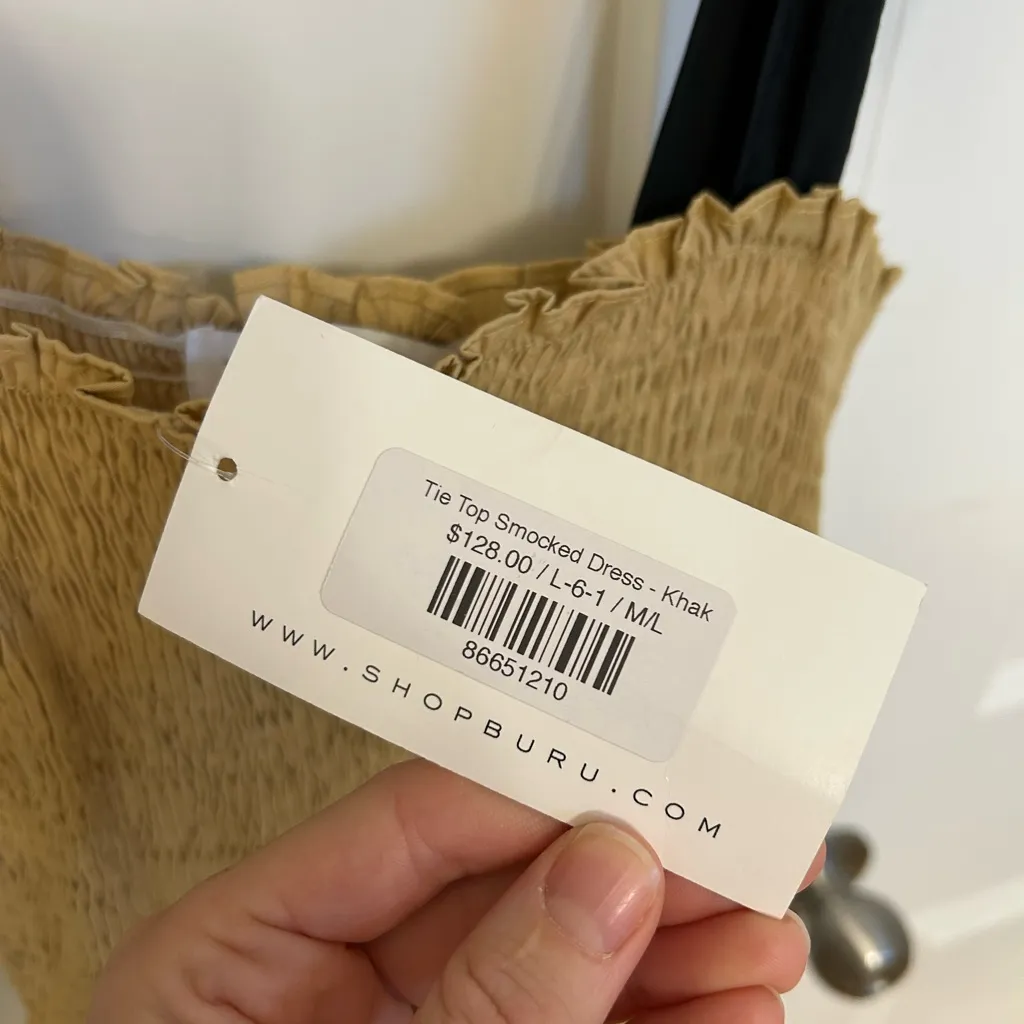 Tie Top Smocked Dress - Khak
$128.00 / L-6-1 / M/L
86651210
WWW.SHOPBURU.COM